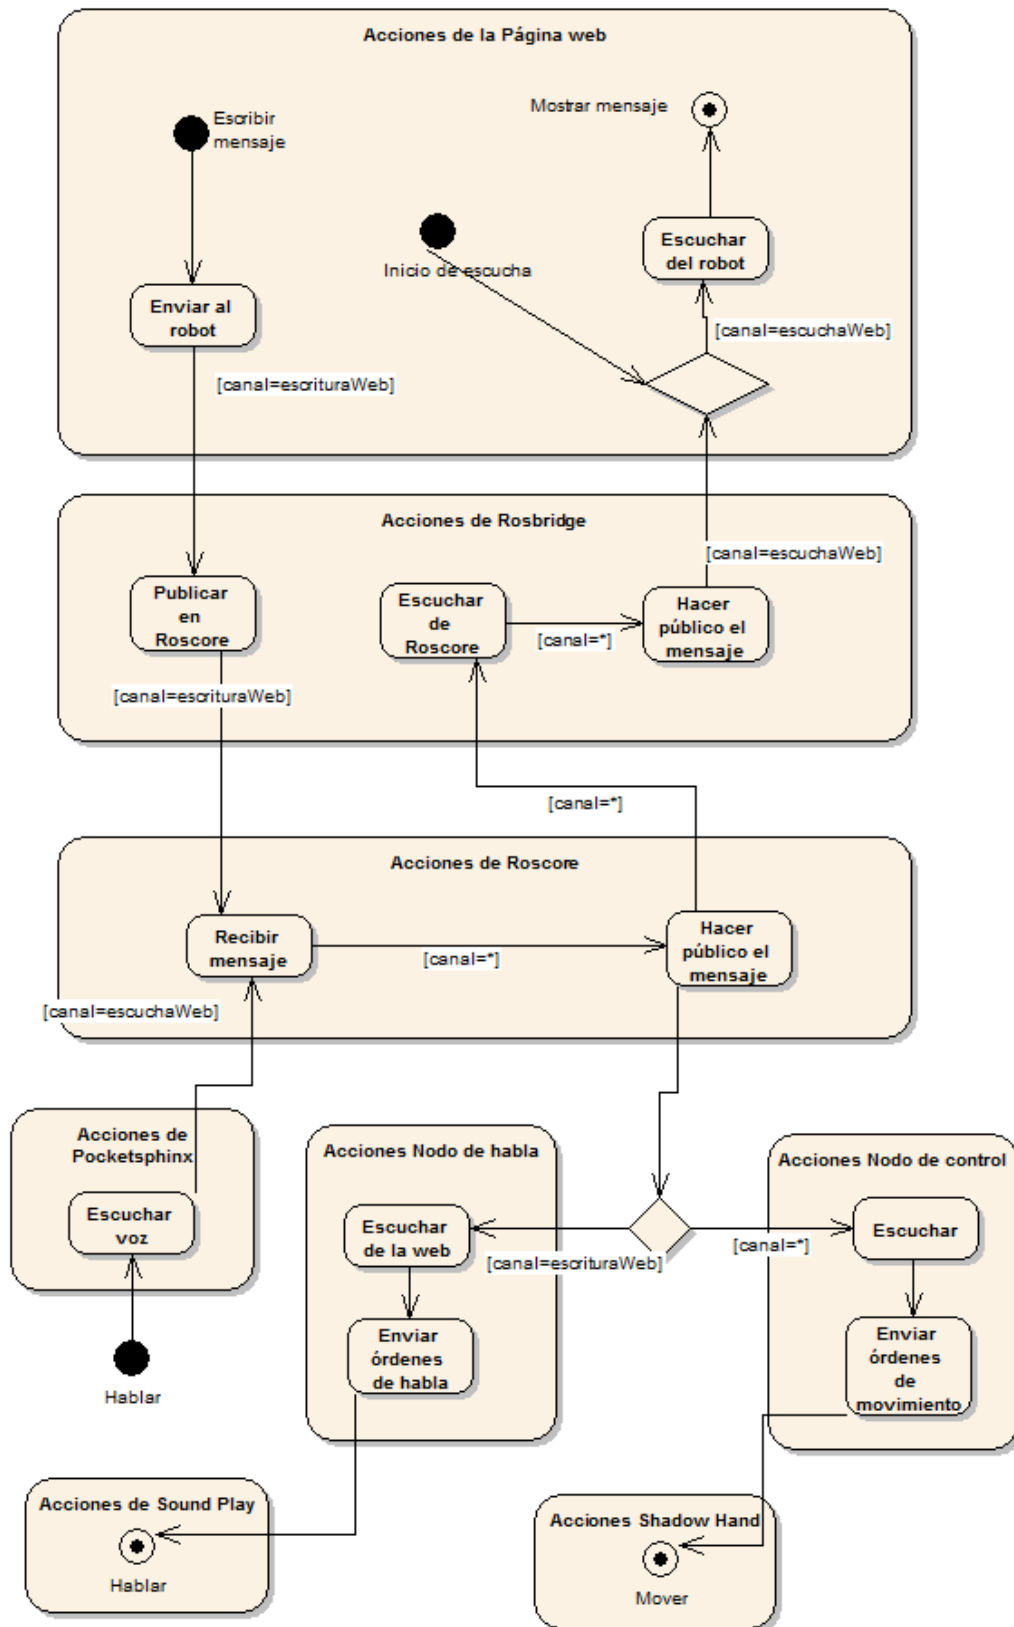 Acciones de la Página web
Escribir
mensaje
Mostrar mensaje
Inicio de escucha
Escuchar
del robot
Enviar al
robot
[canal=escuchaWeb]
[canal=escrituraWeb]
Acciones de Rosbridge
[canal=escuchaWeb]
Publicar
en
Roscore
Escuchar
de
Roscore
[canal=*]
Hacer
público el
mensaje
[canal=escrituraWeb]
[canal=*]
Acciones de Roscore
Recibir
mensaje
[canal=*]
Hacer
público el
mensaje
[canal=escuchaWeb]
Acciones de
Pocketsphinx
Escuchar
voz
Hablar
Acciones Nodo de habla
Escuchar
de la web
[canal=escrituraWeb]
Enviar
órdenes
de habla
Acciones Nodo de control
[canal=*]
Escuchar
Enviar
órdenes
de
movimiento
Acciones de Sound Play
Hablar
Acciones Shadow Hand
Mover